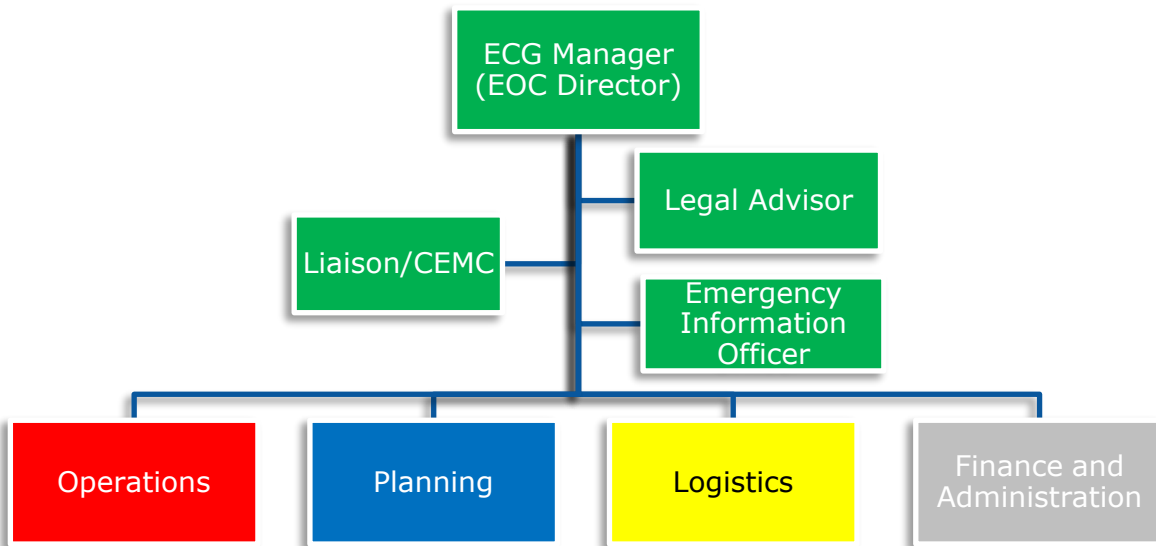 ECG Manager
(EOC Director)
Legal Advisor
Liaison/CEMC
Emergency
Information
Officer
Operations
Planning
Logistics
Finance and
Administration